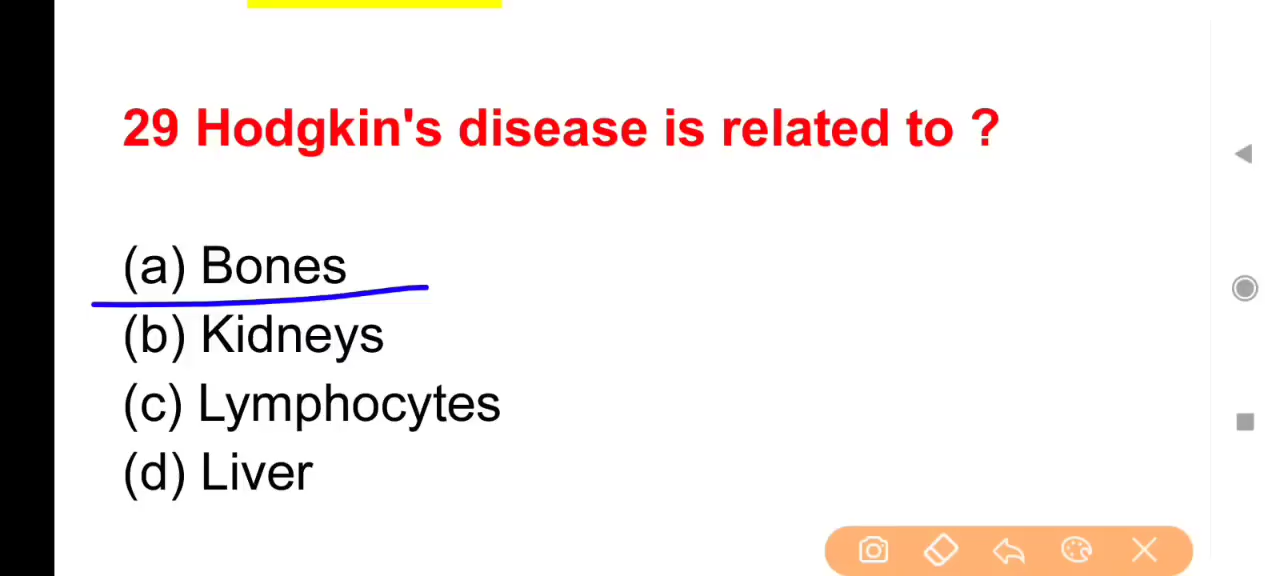 29 Hodgkin's disease is related to ?
(a) Bones
(b) Kidneys
(c) Lymphocytes
(d) Liver